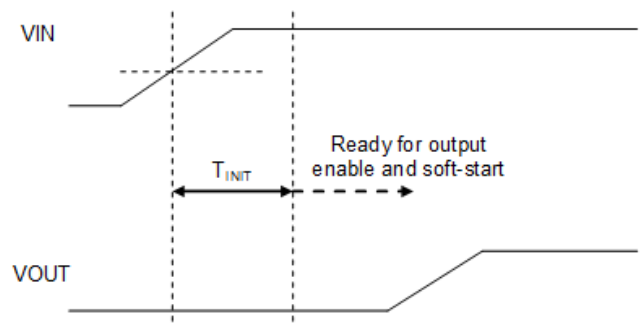 VIN
Ready for output
enable and soft-start
TINIT
VOUT